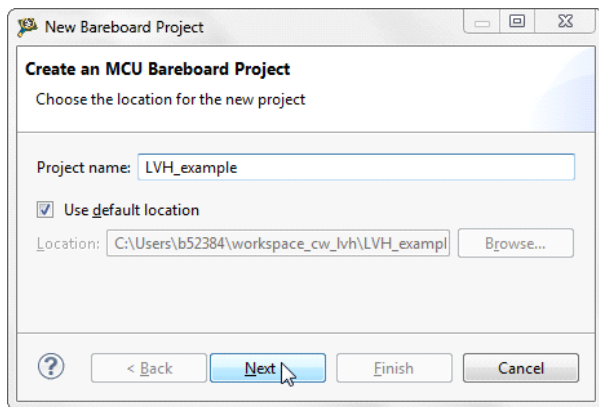 New Bareboard Project
Create an MCU Bareboard Project
Choose the location for the new project
Project name: LVH_example
Use default location
Location: C:\Users\b52384\workspace_cw_lvh\LVH_exampl Browse...
? < Back Next Finish Cancel